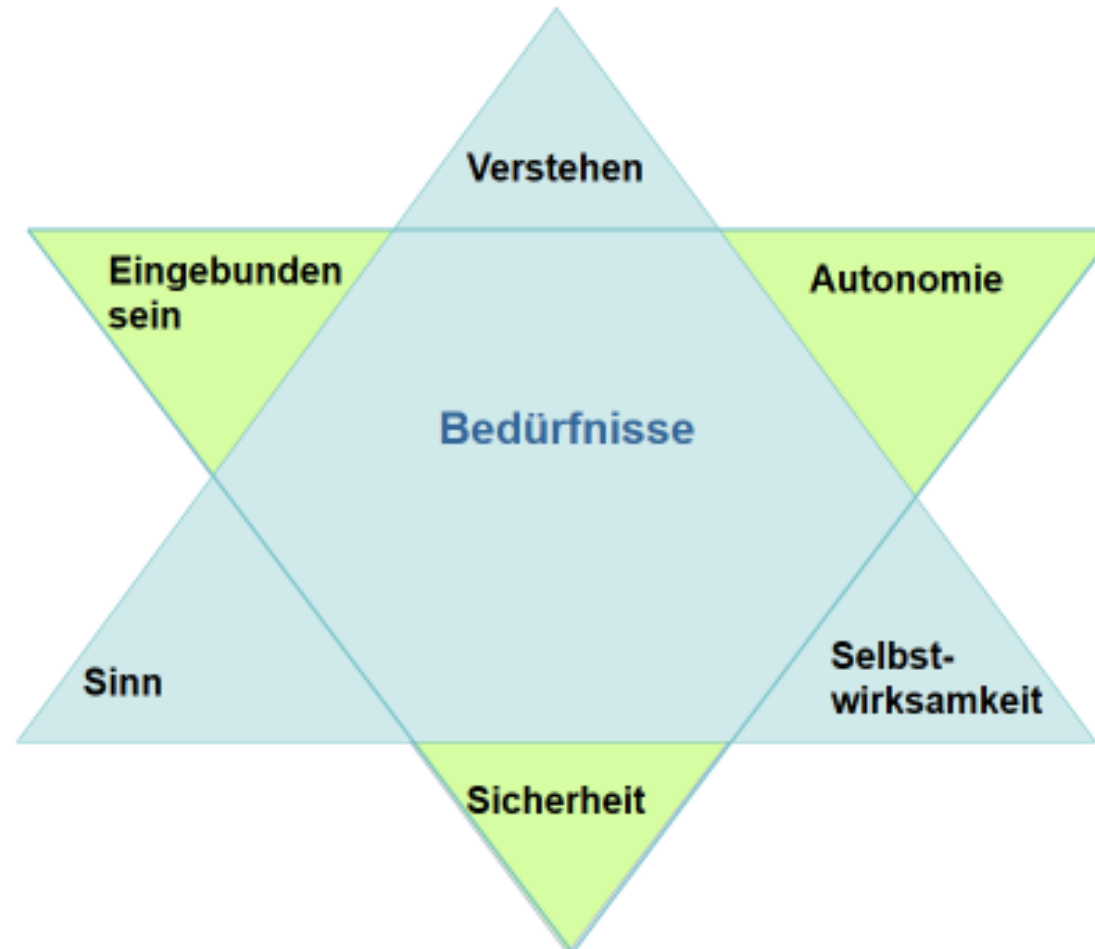 Verstehen
Eingebunden
sein
Autonomie
Bedürfnisse
Sinn
Selbst-
wirksamkeit
Sicherheit